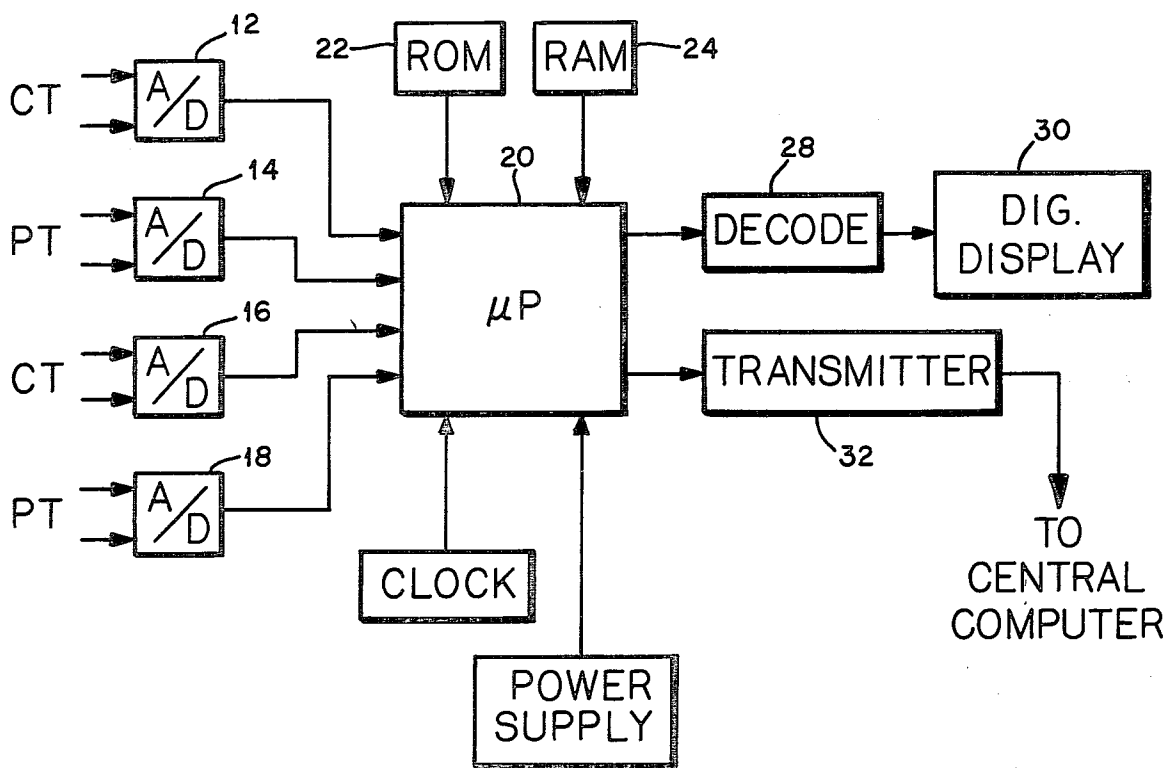 12
CT
A/D
22
ROM
RAM
24
14
PT
A/D
20
μP
28
DECODE
30
DIG.
DISPLAY
16
CT
A/D
TRANSMITTER
32
18
PT
A/D
CLOCK
POWER
SUPPLY
TO
CENTRAL
COMPUTER